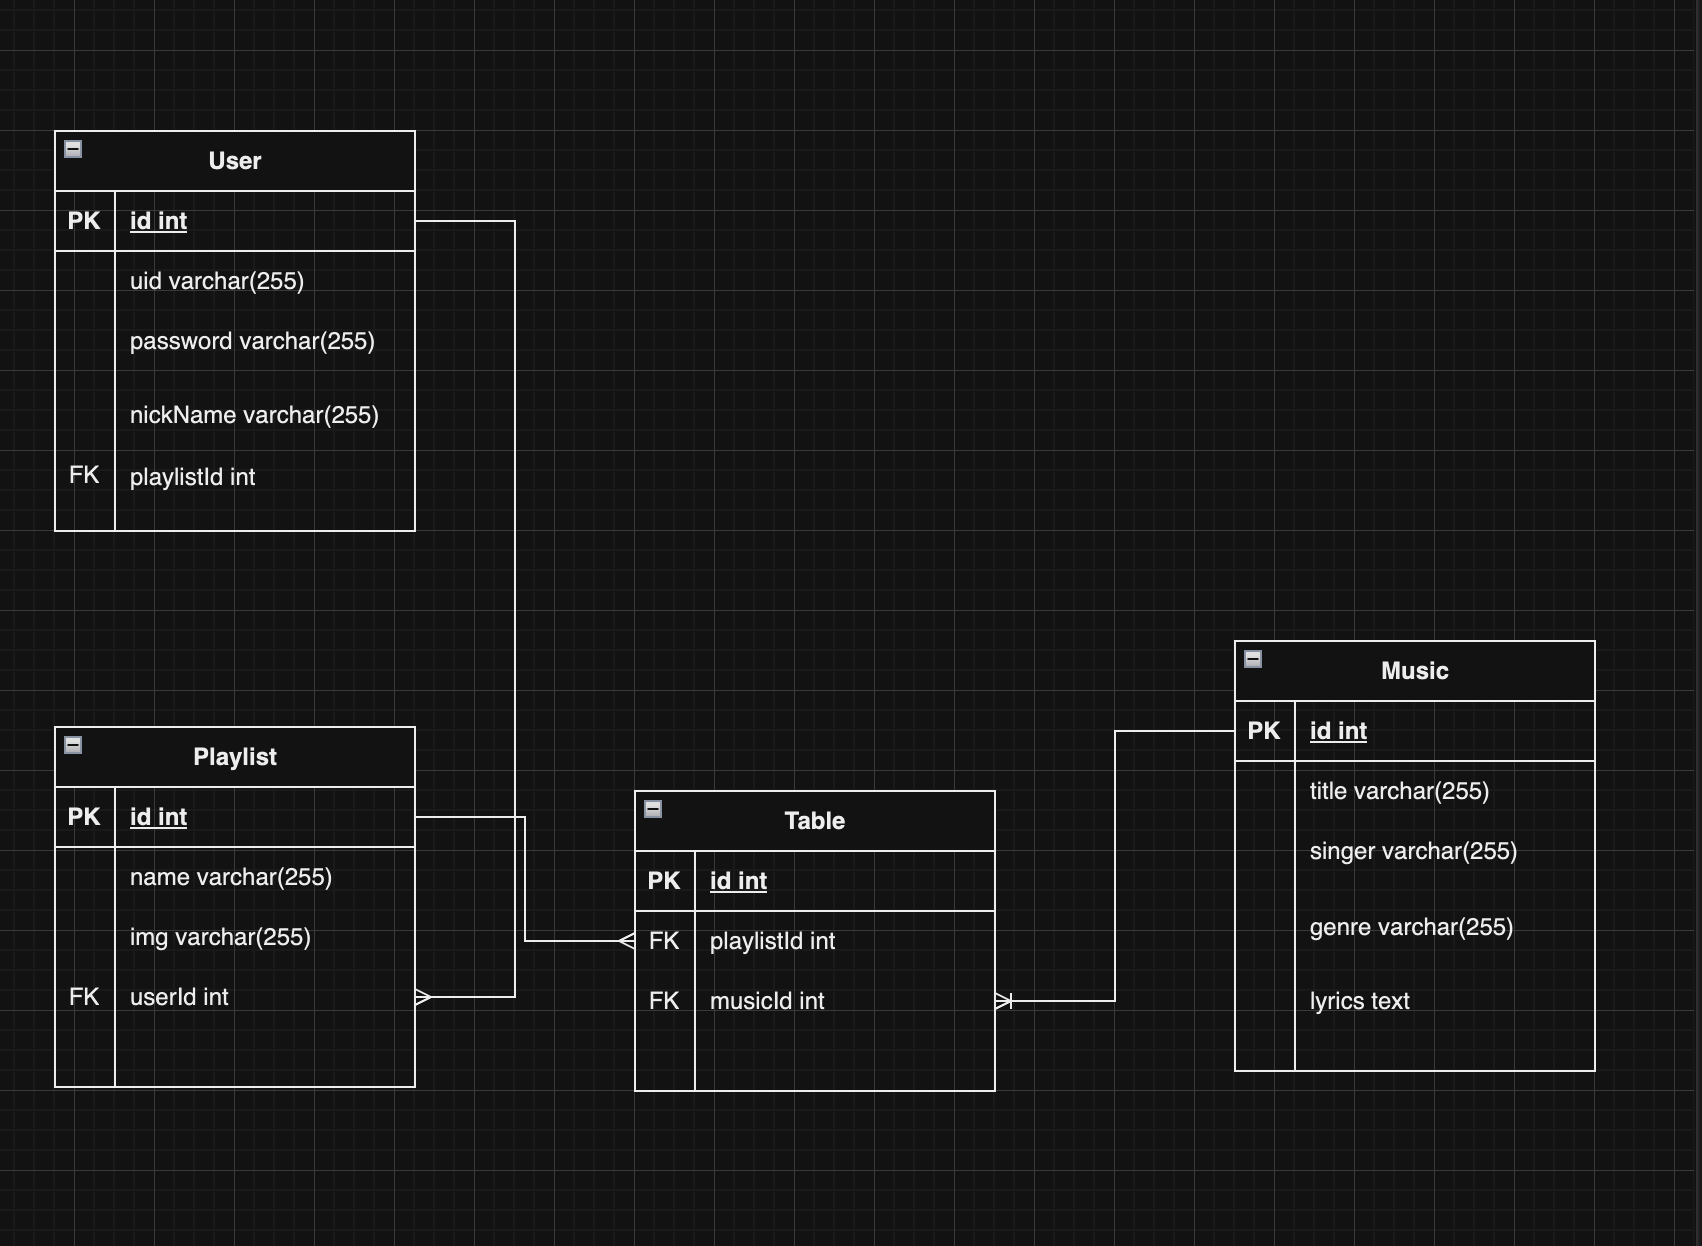 User
PK id int
uid varchar(255)
password varchar(255)
nickName varchar(255)
FK playlistId int
Playlist
PK id int
name varchar(255)
img varchar(255)
FK userId int
Table
PK id int
FK playlistId int
FK musicId int
Music
PK id int
title varchar(255)
singer varchar(255)
genre varchar(255)
lyrics text